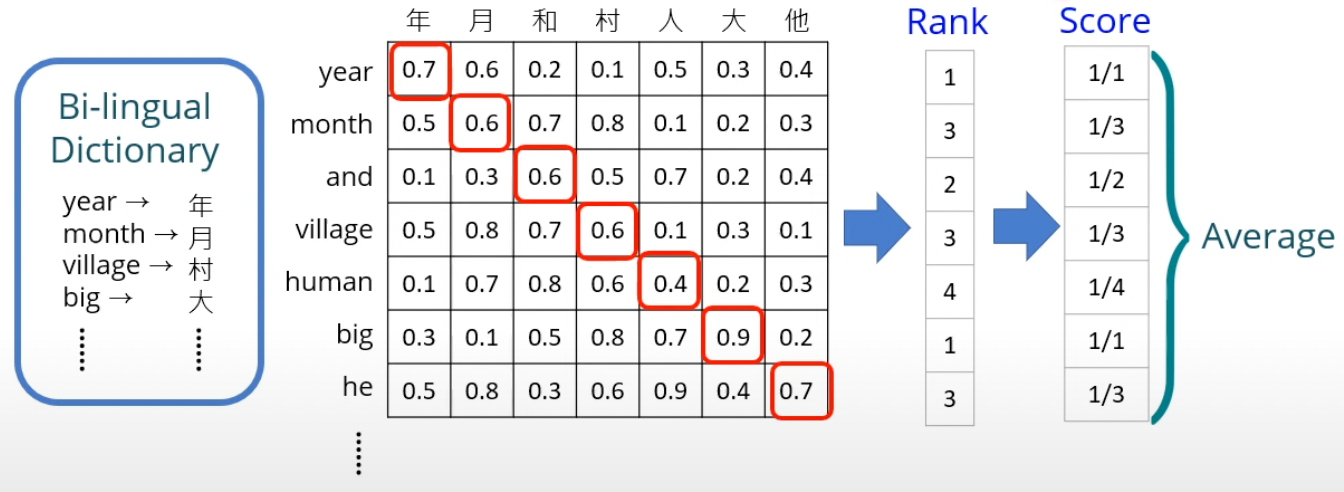 Bi-lingual
Dictionary
year → 年
month → 月
village → 村
big → 大
年 月 和 村 人 大 他
year 0.7 0.6 0.2 0.1 0.5 0.3 0.4
month 0.5 0.6 0.7 0.8 0.1 0.2 0.3
and 0.1 0.3 0.6 0.5 0.7 0.2 0.4
village 0.5 0.8 0.7 0.6 0.1 0.3 0.1
human 0.1 0.7 0.8 0.6 0.4 0.2 0.3
big 0.3 0.1 0.5 0.8 0.7 0.9 0.2
he 0.5 0.8 0.3 0.6 0.9 0.4 0.7
Rank
1
3
2
3
4
1
3
Score
1/1
1/3
1/2
1/3
1/4
1/1
1/3
Average